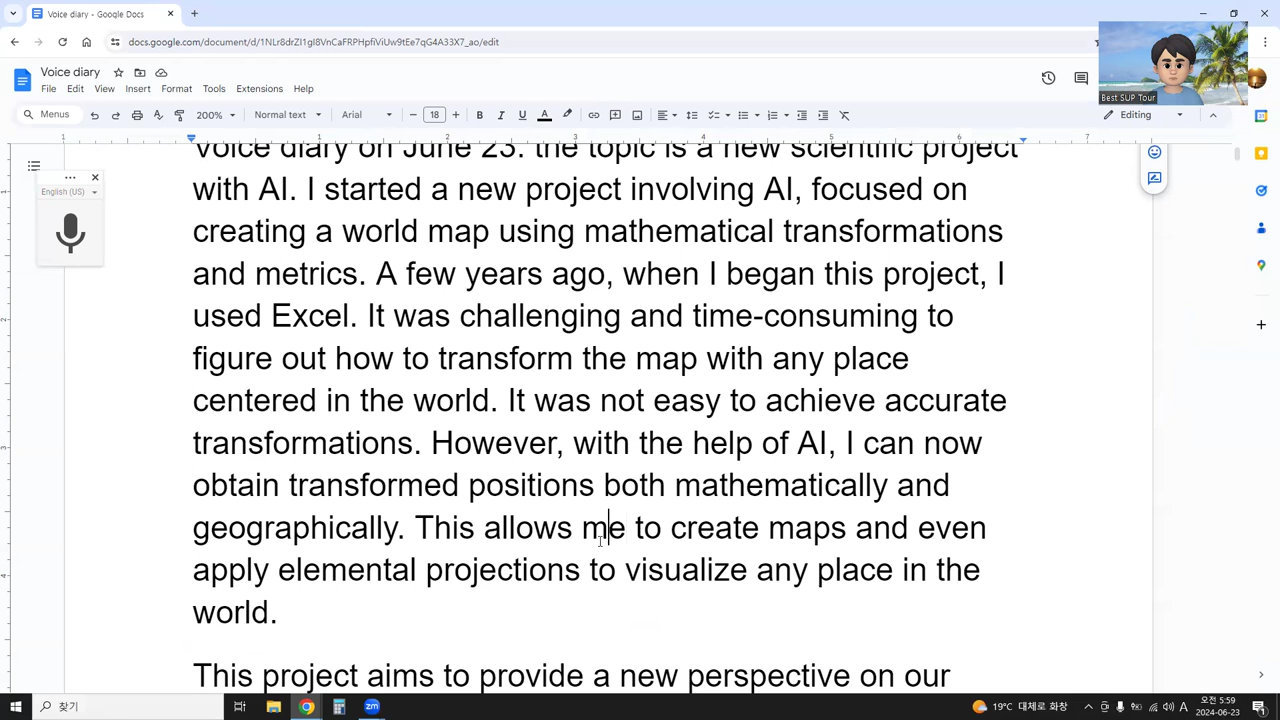 Voice diary - Google Docs
docs.google.com/document/d/1NLr8drZI1gI8VnCaFRPHpfiViUw9tEe7qG4A33X7_ao/edit
Voice diary
File Edit View Insert Format Tools Extensions Help
Best SUP Tour
Menus 200% Normal text Arial 18 Editing
1 1 2 3 4 5 6 7
Voice diary on June 23. the topic is a new scientific project
English (US)
with AI. I started a new project involving AI, focused on
creating a world map using mathematical transformations
and metrics. A few years ago, when I began this project, I
used Excel. It was challenging and time-consuming to
figure out how to transform the map with any place
centered in the world. It was not easy to achieve accurate
transformations. However, with the help of AI, I can now
obtain transformed positions both mathematically and
geographically. This allows me to create maps and even
apply elemental projections to visualize any place in the
world.
This project aims to provide a new perspective on our
찾기
19°C 대체로 화창
A
오전 5:59
2024-06-23